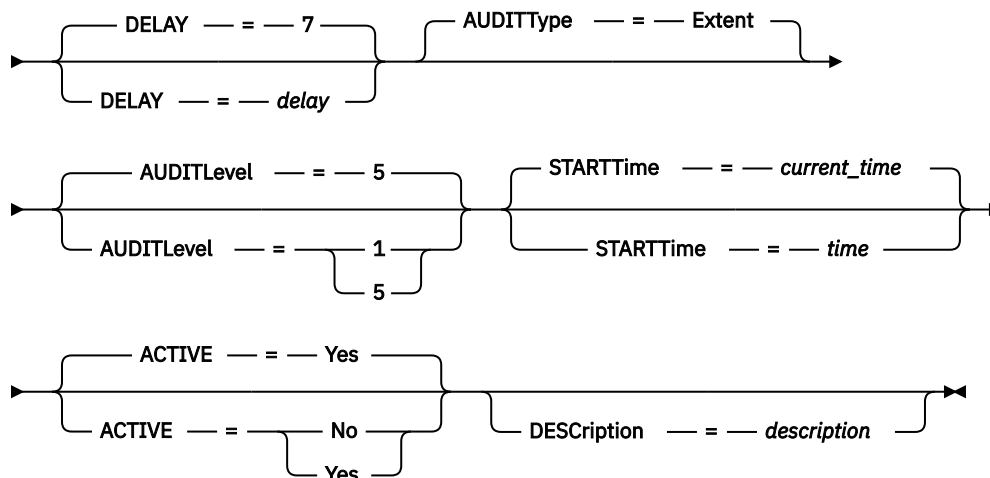 DELAY = 7 AUDITType = Extent
DELAY = delay
AUDITLevel = 5 STARTTime = current_time
AUDITLevel = 1 STARTTime = time
5
ACTIVE = Yes
ACTIVE = No DESCription = description
Yes